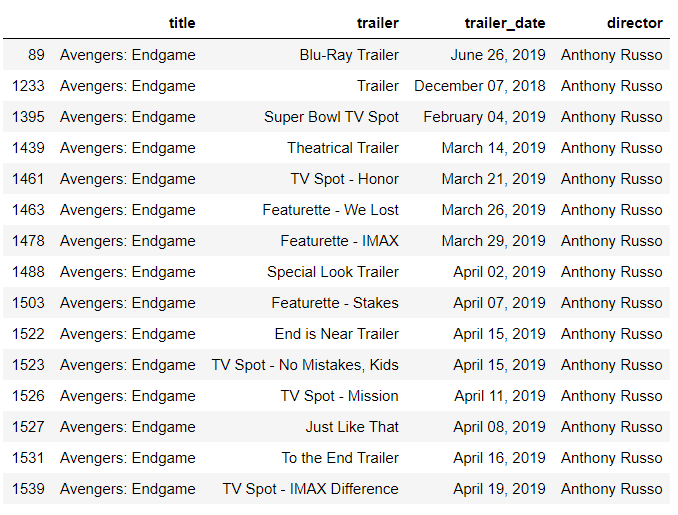 title trailer trailer_date director
89 Avengers: Endgame Blu-Ray Trailer June 26, 2019 Anthony Russo
1233 Avengers: Endgame Trailer December 07, 2018 Anthony Russo
1395 Avengers: Endgame Super Bowl TV Spot February 04, 2019 Anthony Russo
1439 Avengers: Endgame Theatrical Trailer March 14, 2019 Anthony Russo
1461 Avengers: Endgame TV Spot - Honor March 21, 2019 Anthony Russo
1463 Avengers: Endgame Featurette - We Lost March 26, 2019 Anthony Russo
1478 Avengers: Endgame Featurette - IMAX March 29, 2019 Anthony Russo
1488 Avengers: Endgame Special Look Trailer April 02, 2019 Anthony Russo
1503 Avengers: Endgame Featurette - Stakes April 07, 2019 Anthony Russo
1522 Avengers: Endgame End is Near Trailer April 15, 2019 Anthony Russo
1523 Avengers: Endgame TV Spot - No Mistakes, Kids April 15, 2019 Anthony Russo
1526 Avengers: Endgame TV Spot - Mission April 11, 2019 Anthony Russo
1527 Avengers: Endgame Just Like That April 08, 2019 Anthony Russo
1531 Avengers: Endgame To the End Trailer April 16, 2019 Anthony Russo
1539 Avengers: Endgame TV Spot - IMAX Difference April 19, 2019 Anthony Russo